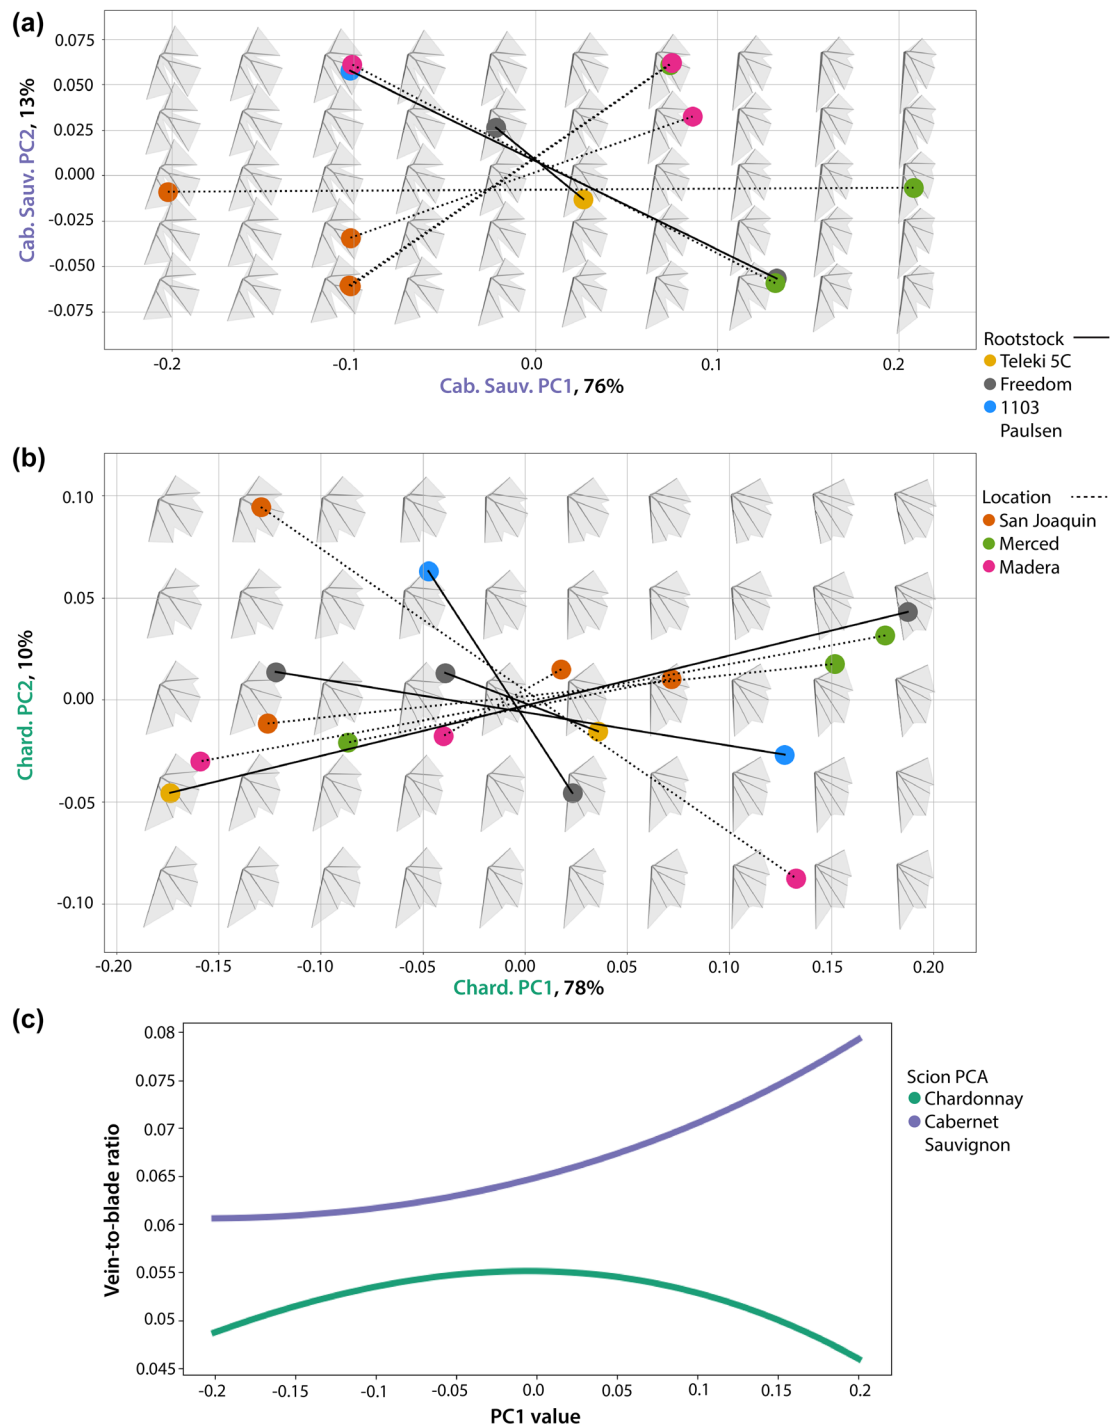 (a)
0.075
0.050
0.025
0.000
-0.025
-0.050
-0.075
Cab. Sauv. PC2, 13%
-0.2 -0.1 0.0 0.1 0.2
Cab. Sauv. PC1, 76%
Rootstock
Teleki 5C
Freedom
1103
Paulsen
Location
San Joaquin
Merced
Madera
(b)
0.10
0.05
0.00
-0.05
-0.10
Chard. PC2, 10%
-0.20 -0.15 -0.10 -0.05 0.00 0.05 0.10 0.15 0.20
Chard. PC1, 78%
(c)
0.08
0.075
0.07
0.065
0.06
0.055
0.05
0.045
Vein-to-blade ratio
-0.2 -0.15 -0.1 -0.05 0.0 0.05 0.1 0.15 0.2
PC1 value
Scion PCA
Chardonnay
Cabernet
Sauvignon